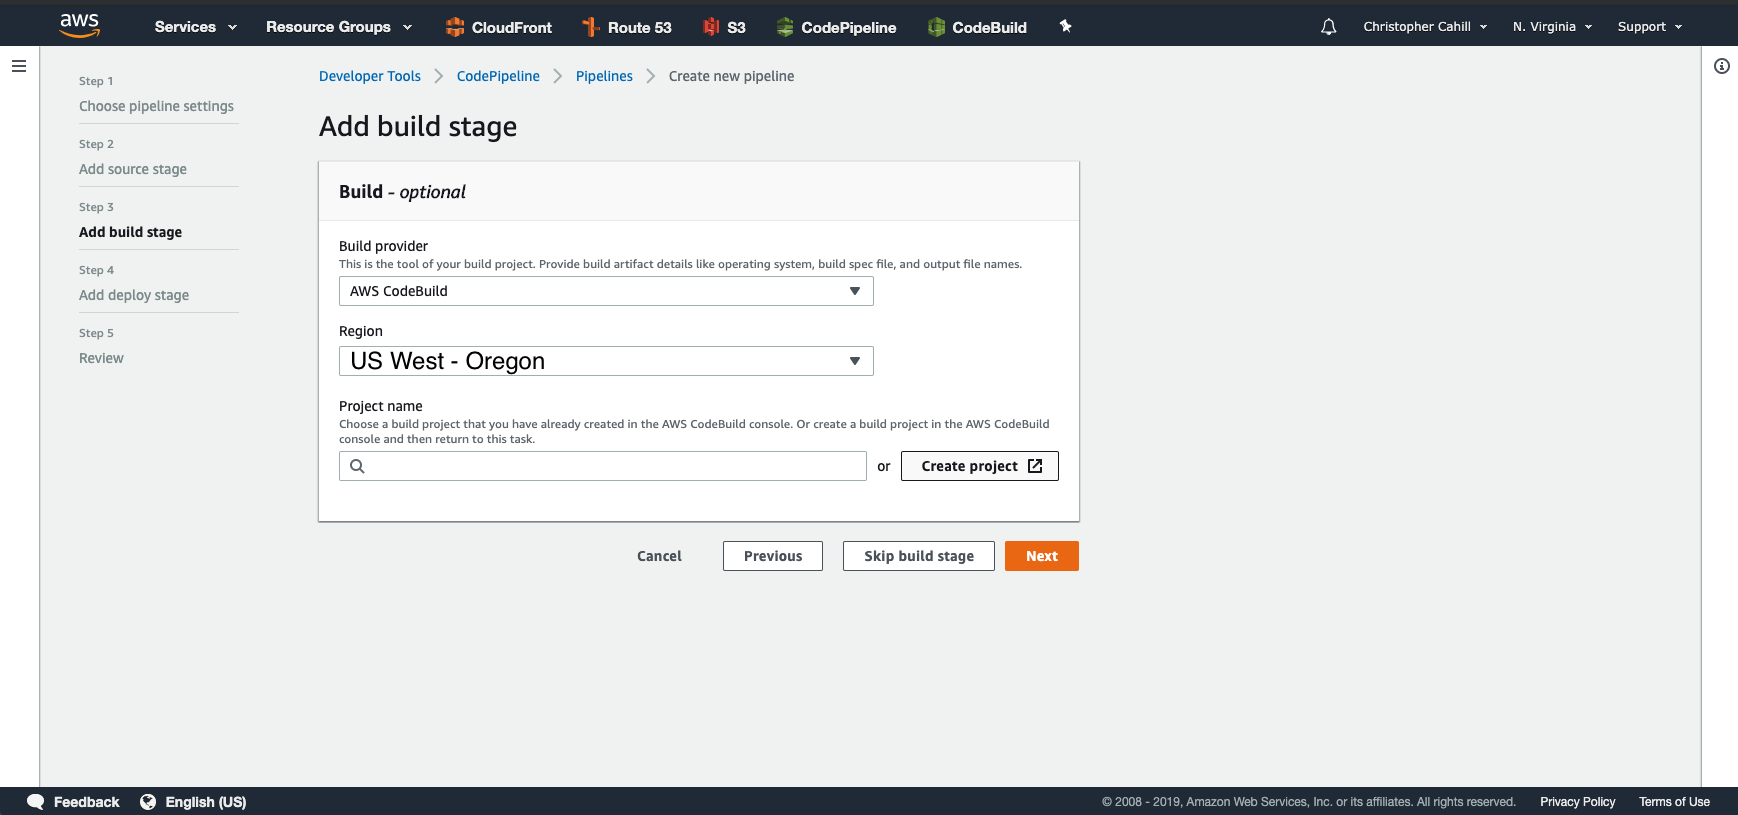 aws Services Resource Groups CloudFront Route 53 S3 CodePipeline CodeBuild Christopher Cahill N. Virginia Support
Step 1
Choose pipeline settings
Step 2
Add source stage
Step 3
Add build stage
Step 4
Add deploy stage
Step 5
Review
Developer Tools CodePipeline Pipelines Create new pipeline
Add build stage
Build - optional
Build provider
This is the tool of your build project. Provide build artifact details like operating system, build spec file, and output file names.
AWS CodeBuild
Region
US West - Oregon
Project name
Choose a build project that you have already created in the AWS CodeBuild console. Or create a build project in the AWS CodeBuild
console and then return to this task.
or Create project
Cancel Previous Skip build stage Next
Feedback English (US) © 2008 - 2019, Amazon Web Services, Inc. or its affiliates. All rights reserved. Privacy Policy Terms of Use